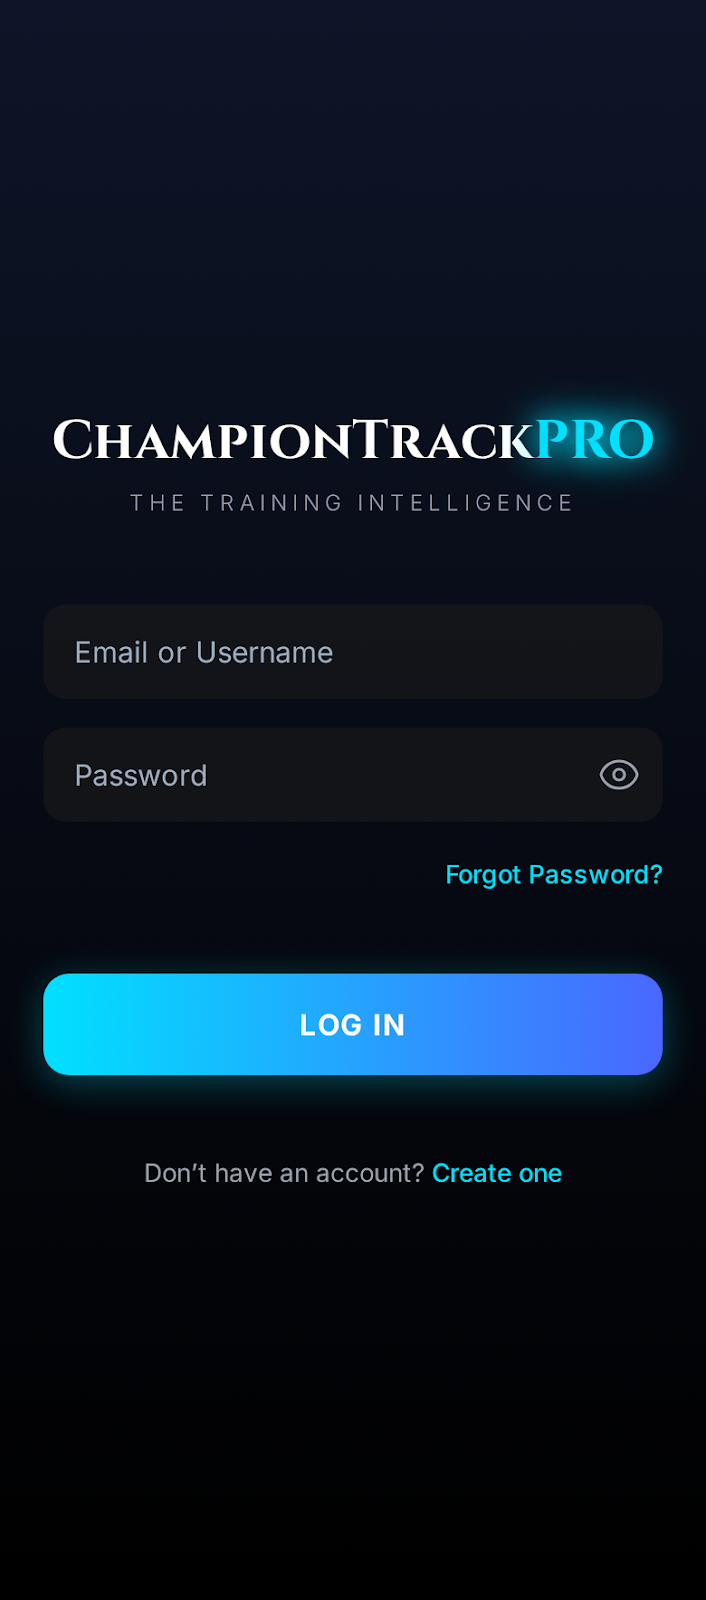 ChampionTrackPRO
THE TRAINING INTELLIGENCE
Email or Username
Password
Forgot Password?
LOG IN
Don’t have an account? Create one